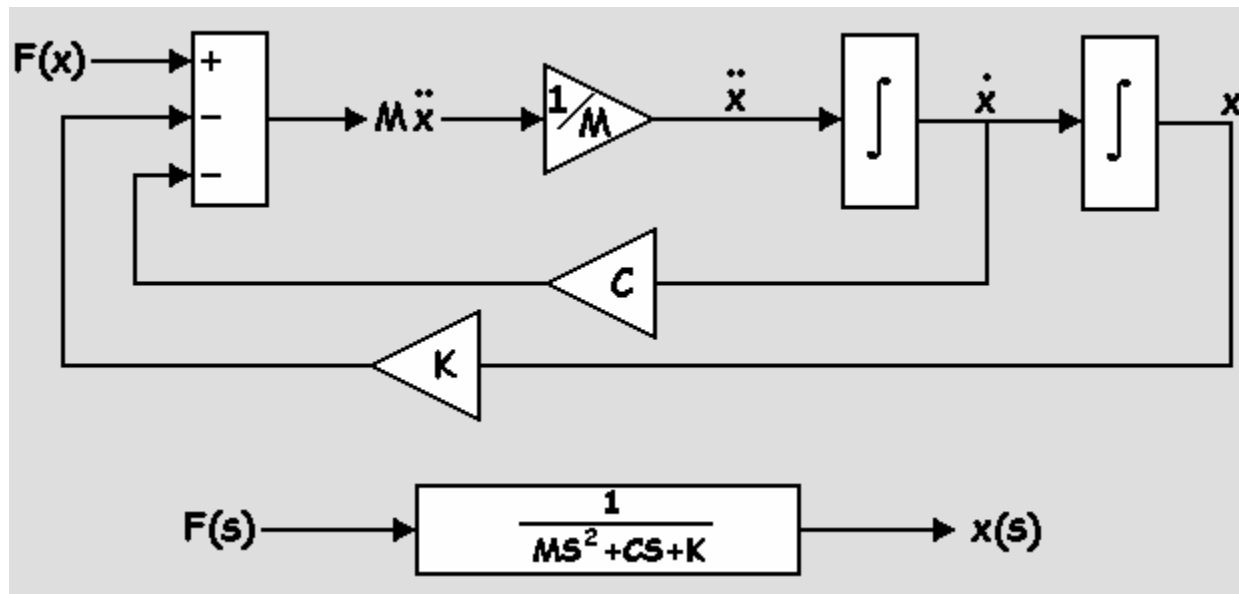 F(x)
+
−
−
Mẍ
1/M
ẍ
∫
ẋ
∫
x
C
K
F(s)
1
MS²+CS+K
x(s)